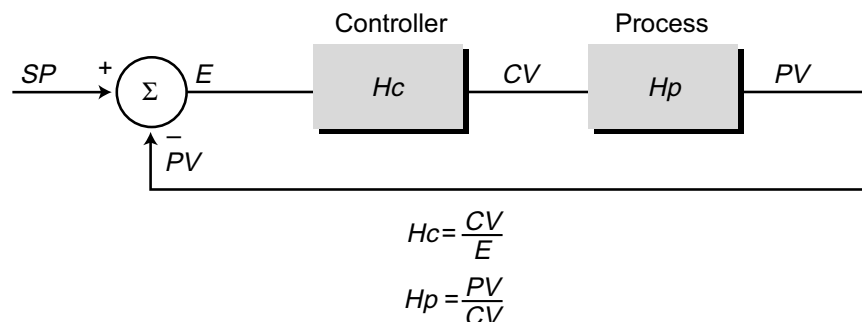 Controller Process
SP + Σ E Hc CV Hp PV
−
PV
Hc = CV/E
Hp = PV/CV